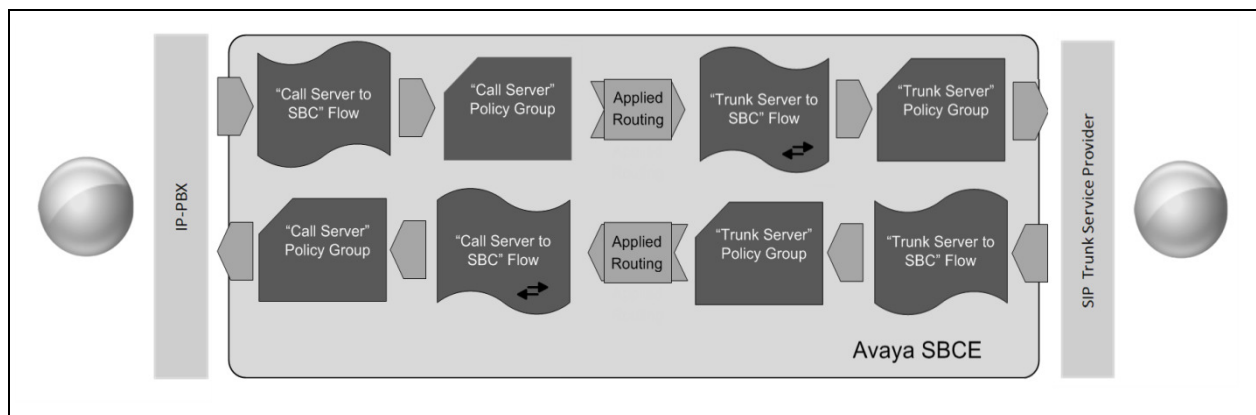 IP-PBX
“Call Server to
SBC” Flow
“Call Server”
Policy Group
Applied
Routing
“Trunk Server to
SBC” Flow
“Trunk Server”
Policy Group
“Call Server”
Policy Group
“Call Server to
SBC” Flow
Applied
Routing
“Trunk Server”
Policy Group
“Trunk Server to
SBC” Flow
Avaya SBCE
SIP Trunk Service Provider